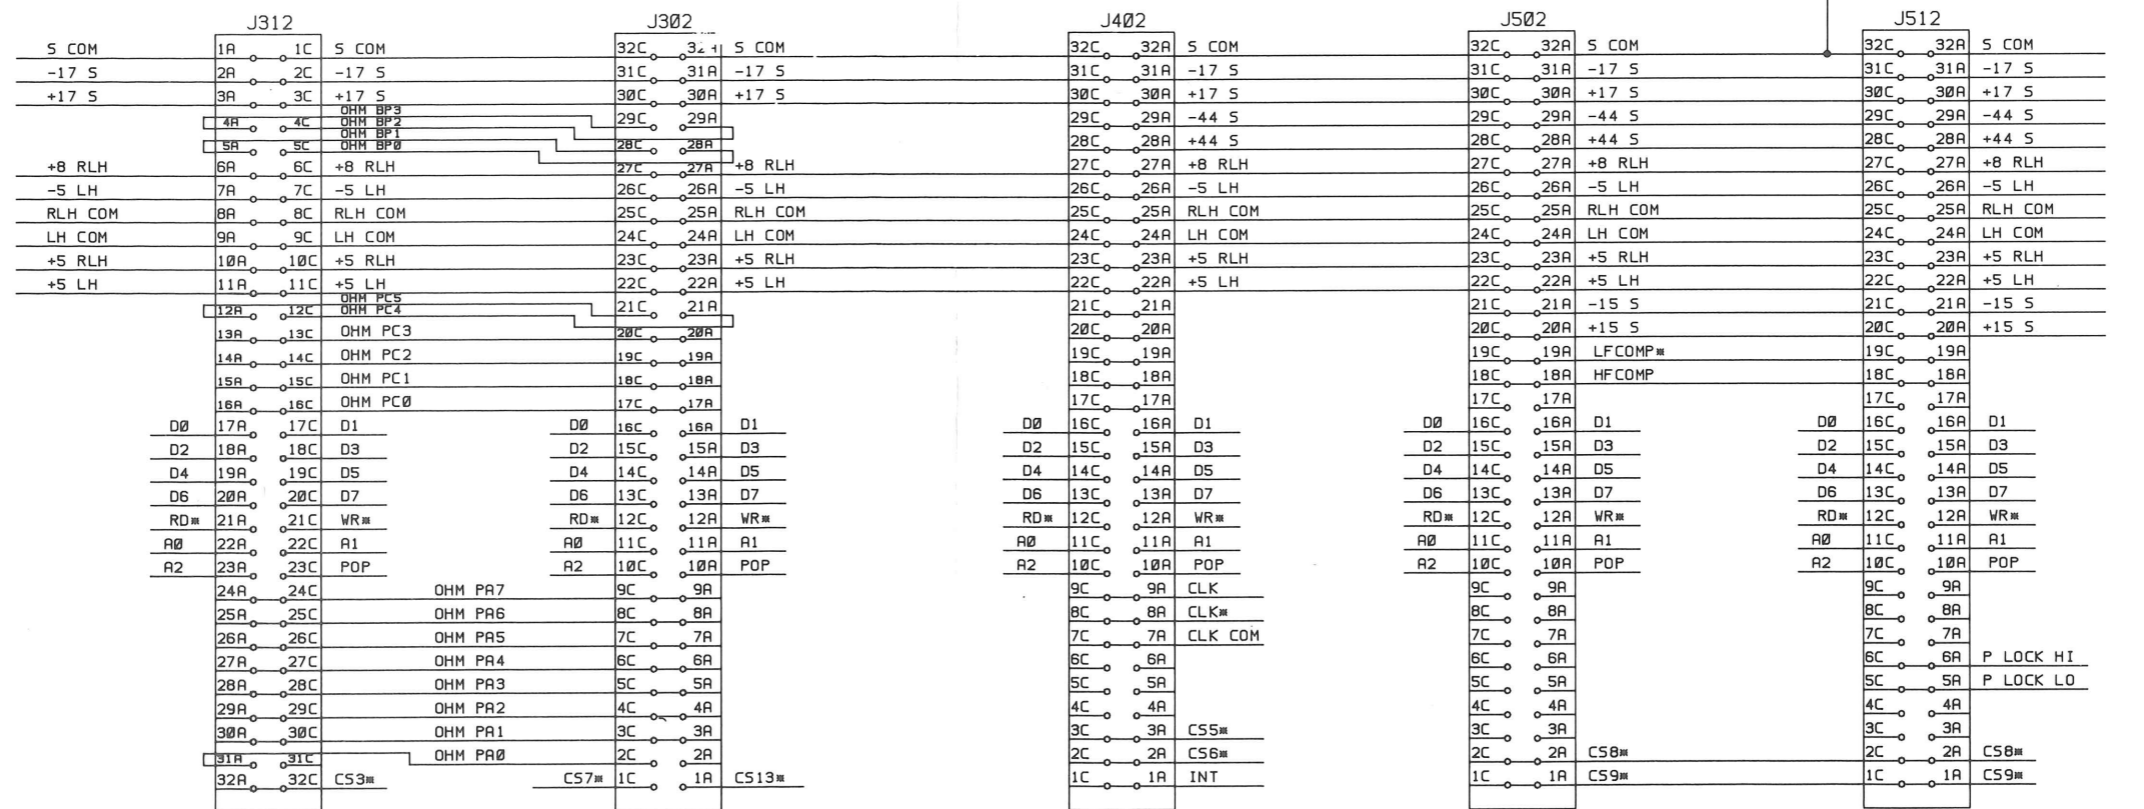 J312 J302 J402 J502 J512
S COM 1A 1C S COM 32C S COM 32C 32A S COM 32C 32A S COM 32C 32A S COM
-17 S 2A 2C -17 S 31C 31A -17 S 31C 31A -17 S 31C 31A -17 S 31C 31A -17 S
+17 S 3A 3C +17 S 30C 30A +17 S 30C 30A +17 S 30C 30A +17 S 30C 30A +17 S
OHM BP3
4A 4C OHM BP2 29C 29A 29C 29A -44 S 29C 29A -44 S 29C 29A -44 S
OHM BP1
5A 5C OHM BP0 28C 28A 28C 28A +44 S 28C 28A +44 S 28C 28A +44 S
+8 RLH 6A 6C +8 RLH 27C 27A +8 RLH 27C 27A +8 RLH 27C 27A +8 RLH 27C 27A +8 RLH
-5 LH 7A 7C -5 LH 26C 26A -5 LH 26C 26A -5 LH 26C 26A -5 LH 26C 26A -5 LH
RLH COM 8A 8C RLH COM 25C 25A RLH COM 25C 25A RLH COM 25C 25A RLH COM 25C 25A RLH COM
LH COM 9A 9C LH COM 24C 24A LH COM 24C 24A LH COM 24C 24A LH COM 24C 24A LH COM
+5 RLH 10A 10C +5 RLH 23C 23A +5 RLH 23C 23A +5 RLH 23C 23A +5 RLH 23C 23A +5 RLH
+5 LH 11A 11C +5 LH 22C 22A +5 LH 22C 22A +5 LH 22C 22A +5 LH 22C 22A +5 LH
OHM PC5
12A 12C OHM PC4 21C 21A 21C 21A 21C 21A -15 S 21C 21A -15 S
13A 13C OHM PC3 20C 20A 20C 20A 20C 20A +15 S 20C 20A +15 S
14A 14C OHM PC2 19C 19A 19C 19A 19C 19A LFCOMP* 19C 19A
15A 15C OHM PC1 18C 18A 18C 18A 18C 18A HFCOMP 18C 18A
16A 16C OHM PC0 17C 17A 17C 17A 17C 17A 17C 17A
D0 17A 17C D1 D0 16C 16A D1 D0 16C 16A D1 D0 16C 16A D1 D0 16C 16A D1
D2 18A 18C D3 D2 15C 15A D3 D2 15C 15A D3 D2 15C 15A D3 D2 15C 15A D3
D4 19A 19C D5 D4 14C 14A D5 D4 14C 14A D5 D4 14C 14A D5 D4 14C 14A D5
D6 20A 20C D7 D6 13C 13A D7 D6 13C 13A D7 D6 13C 13A D7 D6 13C 13A D7
RD* 21A 21C WR* RD* 12C 12A WR* RD* 12C 12A WR* RD* 12C 12A WR* RD* 12C 12A WR*
A0 22A 22C A1 A0 11C 11A A1 A0 11C 11A A1 A0 11C 11A A1 A0 11C 11A A1
A2 23A 23C POP A2 10C 10A POP A2 10C 10A POP A2 10C 10A POP A2 10C 10A POP
24A 24C OHM PA7 9C 9A 9C 9A CLK 9C 9A 9C 9A
25A 25C OHM PA6 8C 8A 8C 8A CLK* 8C 8A 8C 8A
26A 26C OHM PA5 7C 7A 7C 7A CLK COM 7C 7A 7C 7A
27A 27C OHM PA4 6C 6A 6C 6A 6C 6A 6C 6A P LOCK HI
28A 28C OHM PA3 5C 5A 5C 5A 5C 5A 5C 5A P LOCK LO
29A 29C OHM PA2 4C 4A 4C 4A 4C 4A 4C 4A
30A 30C OHM PA1 3C 3A 3C 3A CS5* 3C 3A 3C 3A
31A 31C OHM PA0 2C 2A 2C 2A CS6* 2C 2A CS8* 2C 2A CS8*
32A 32C CS3* CS7* 1C 1A CS13* 1C 1A INT 1C 1A CS9* 1C 1A CS9*